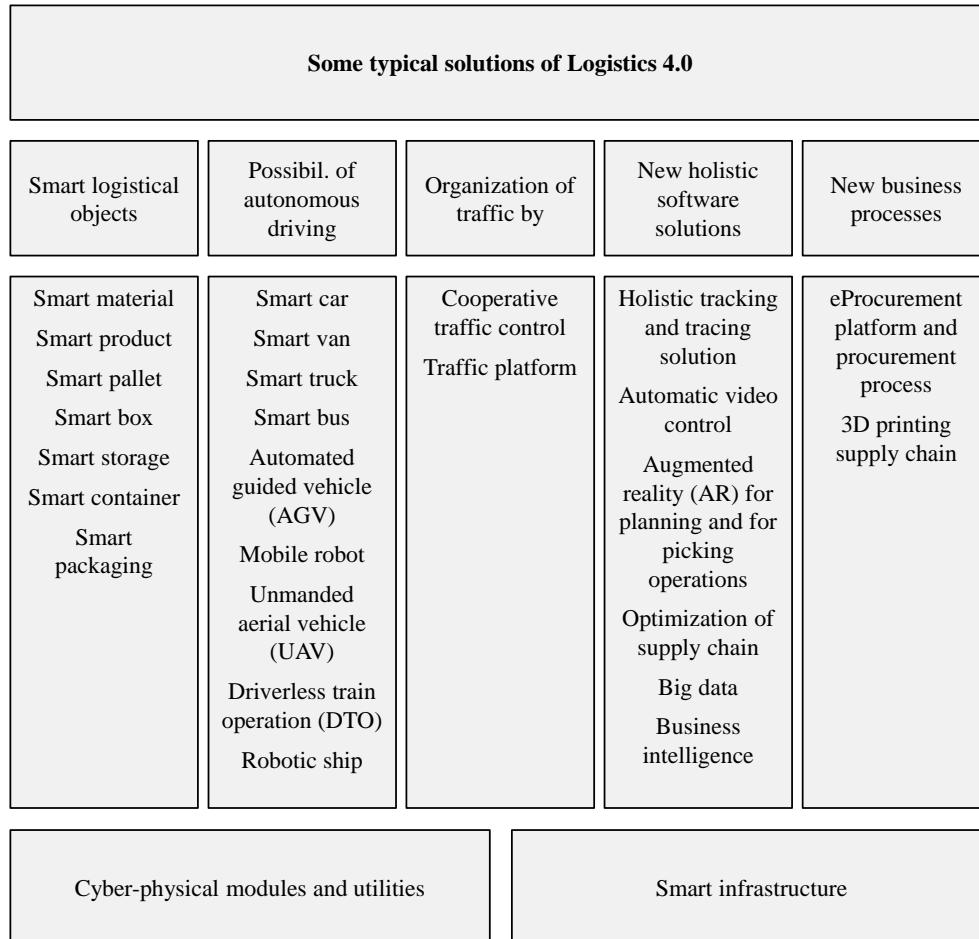 Some typical solutions of Logistics 4.0
Smart logistical
objects
Possibil. of
autonomous
driving
Organization of
traffic by
New holistic
software
solutions
New business
processes
Smart material
Smart product
Smart pallet
Smart box
Smart storage
Smart container
Smart
packaging
Smart car
Smart van
Smart truck
Smart bus
Automated
guided vehicle
(AGV)
Mobile robot
Unmanded
aerial vehicle
(UAV)
Driverless train
operation (DTO)
Robotic ship
Cooperative
traffic control
Traffic platform
Holistic tracking
and tracing
solution
Automatic video
control
Augmented
reality (AR) for
planning and for
picking
operations
Optimization of
supply chain
Big data
Business
intelligence
eProcurement
platform and
procurement
process
3D printing
supply chain
Cyber-physical modules and utilities
Smart infrastructure